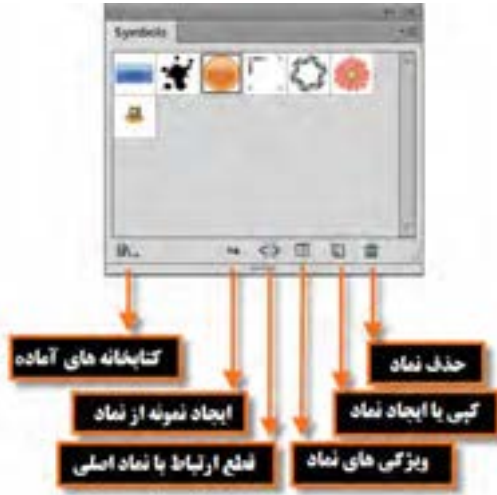 Symbols
کتابخانه های آماده
حذف نماد
ایجاد نمونه از نماد
کپی یا ایجاد نماد
قطع ارتباط با نماد اصلی
ویژگی های نماد